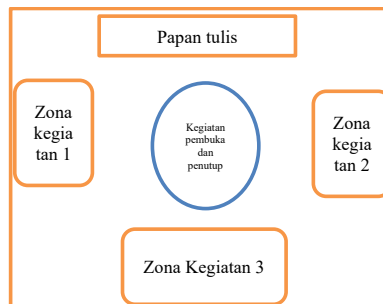 Papan tulis
Zona
kegia
tan 1
Kegiatan
pembuka
dan
penutup
Zona
kegia
tan 2
Zona Kegiatan 3